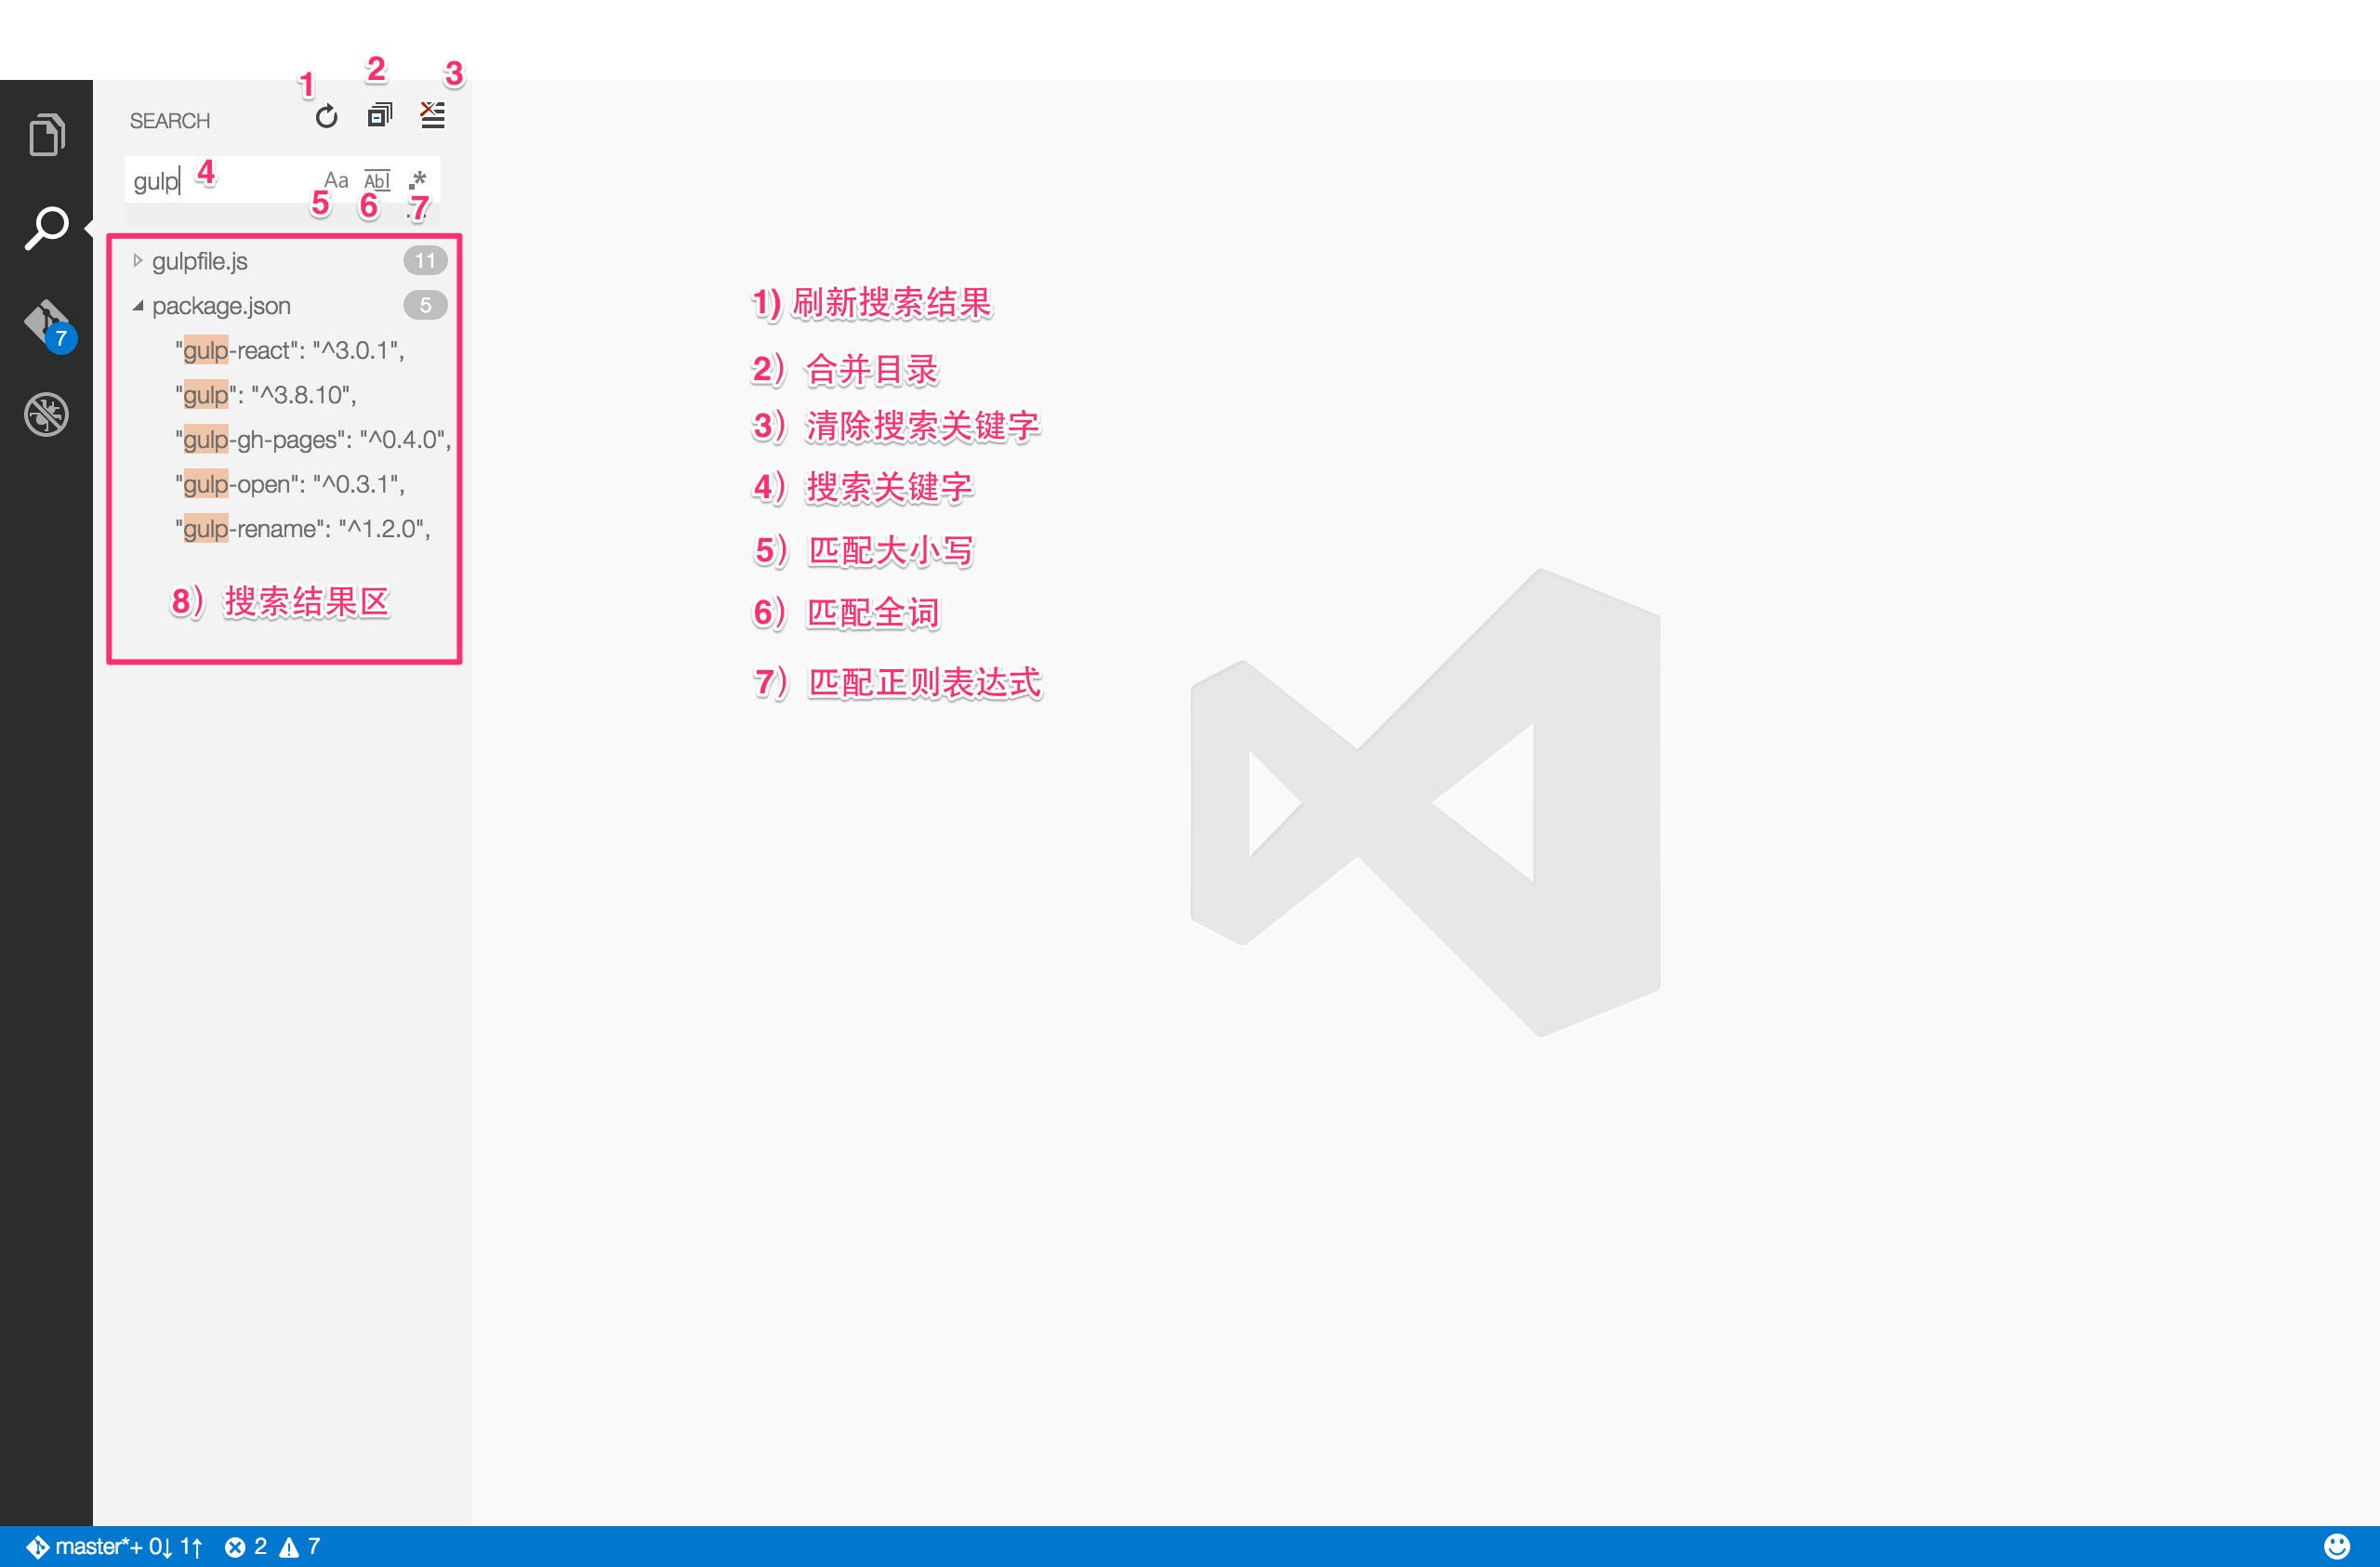 1 2 3
SEARCH
gulp 4 Aa Abl .*
5 6 7
gulpfile.js 11
package.json 5
"gulp-react": "^3.0.1",
"gulp": "^3.8.10",
"gulp-gh-pages": "^0.4.0",
"gulp-open": "^0.3.1",
"gulp-rename": "^1.2.0",
8）搜索结果区
7
1) 刷新搜索结果
2）合并目录
3）清除搜索关键字
4）搜索关键字
5）匹配大小写
6）匹配全词
7）匹配正则表达式
master*+ 0↓ 1↑ 2 7